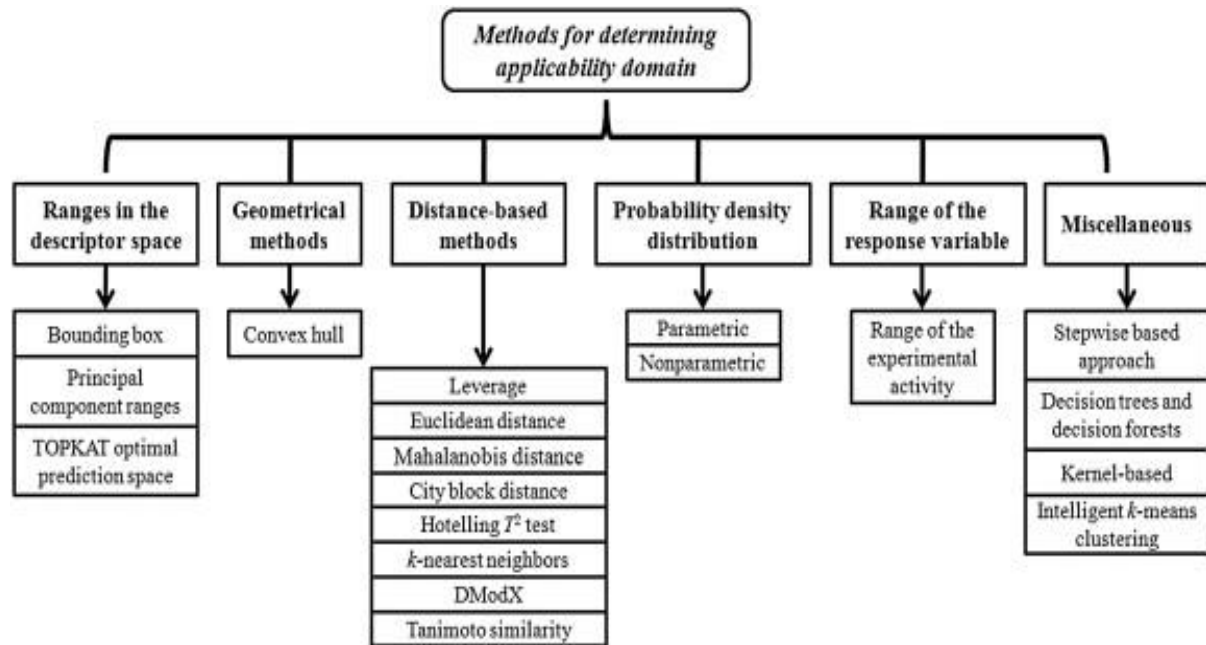 Methods for determining
applicability domain
Ranges in the
descriptor space
Geometrical
methods
Distance-based
methods
Probability density
distribution
Range of the
response variable
Miscellaneous
Bounding box
Principal
component ranges
TOPKAT optimal
prediction space
Convex hull
Leverage
Euclidean distance
Mahalanobis distance
City block distance
Hotelling T² test
k-nearest neighbors
DModX
Tanimoto similarity
Parametric
Nonparametric
Range of the
experimental
activity
Stepwise based
approach
Decision trees and
decision forests
Kernel-based
Intelligent k-means
clustering